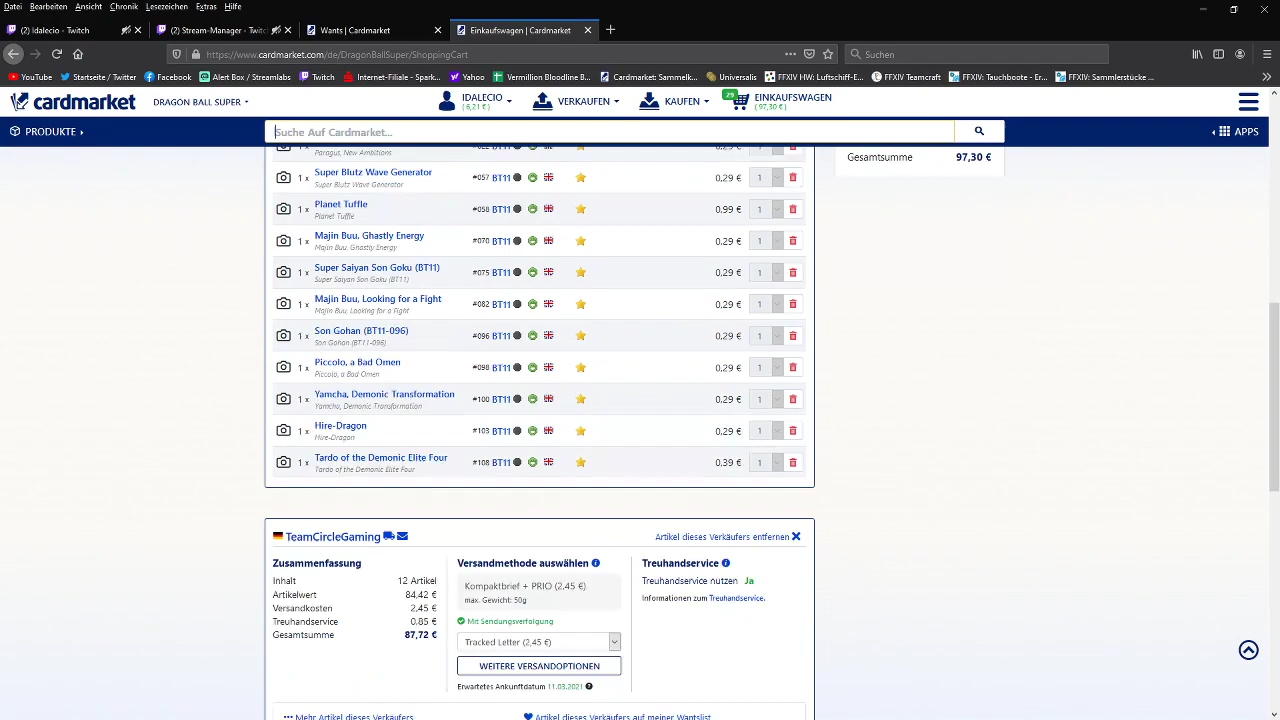 Datei Bearbeiten Ansicht Chronik Lesezeichen Extras Hilfe
(2) Idalecio - Twitch
(2) Stream-Manager - Twitc
Wants | Cardmarket
Einkaufswagen | Cardmarket
https://www.cardmarket.com/de/DragonBallSuper/ShoppingCart
Suchen
YouTube Startseite / Twitter Facebook Alert Box / Streamlabs Twitch Internet-Filiale - Spark... Yahoo Vermillion Bloodline B... Cardmarket: Sammelk... Universalis FFXIV HW: Luftschiff-E... FFXIV Teamcraft FFXIV: Tauchboote - E... FFXIV: Sammlerstücke ...
cardmarket
DRAGON BALL SUPER
IDALECIO
( 6,21 € )
VERKAUFEN
KAUFEN
29
EINKAUFSWAGEN
( 97,30 € )
PRODUKTE
Suche Auf Cardmarket...
APPS
Paragus, New Ambitions
Gesamtsumme 97,30 €
1 x Super Blutz Wave Generator #057 BT11 0,29 € 1
Super Blutz Wave Generator
1 x Planet Tuffle #058 BT11 0,99 € 1
Planet Tuffle
1 x Majin Buu, Ghastly Energy #070 BT11 0,29 € 1
Majin Buu, Ghastly Energy
1 x Super Saiyan Son Goku (BT11) #075 BT11 0,29 € 1
Super Saiyan Son Goku (BT11)
1 x Majin Buu, Looking for a Fight #082 BT11 0,29 € 1
Majin Buu, Looking for a Fight
1 x Son Gohan (BT11-096) #096 BT11 0,29 € 1
Son Gohan (BT11-096)
1 x Piccolo, a Bad Omen #098 BT11 0,29 € 1
Piccolo, a Bad Omen
1 x Yamcha, Demonic Transformation #100 BT11 0,29 € 1
Yamcha, Demonic Transformation
1 x Hire-Dragon #103 BT11 0,29 € 1
Hire-Dragon
1 x Tardo of the Demonic Elite Four #108 BT11 0,39 € 1
Tardo of the Demonic Elite Four
TeamCircleGaming
Artikel dieses Verkäufers entfernen
Zusammenfassung
Inhalt 12 Artikel
Artikelwert 84,42 €
Versandkosten 2,45 €
Treuhandservice 0,85 €
Gesamtsumme 87,72 €
Versandmethode auswählen
Kompaktbrief + PRIO (2,45 €)
max. Gewicht: 50g
Mit Sendungsverfolgung
Tracked Letter (2,45 €)
WEITERE VERSANDOPTIONEN
Erwartetes Ankunftdatum 11.03.2021
Treuhandservice
Treuhandservice nutzen Ja
Informationen zum Treuhandservice.
Mehr Artikel dieses Verkäufers
Artikel dieses Verkäufers auf meiner Wantslist